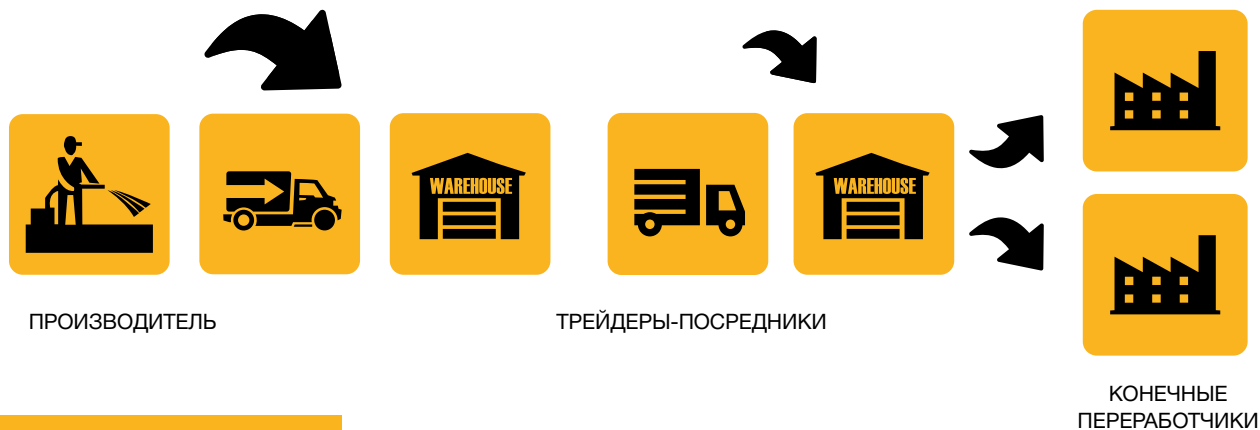 WAREHOUSE
WAREHOUSE
ПРОИЗВОДИТЕЛЬ
ТРЕЙДЕРЫ-ПОСРЕДНИКИ
КОНЕЧНЫЕ
ПЕРЕРАБОТЧИКИ